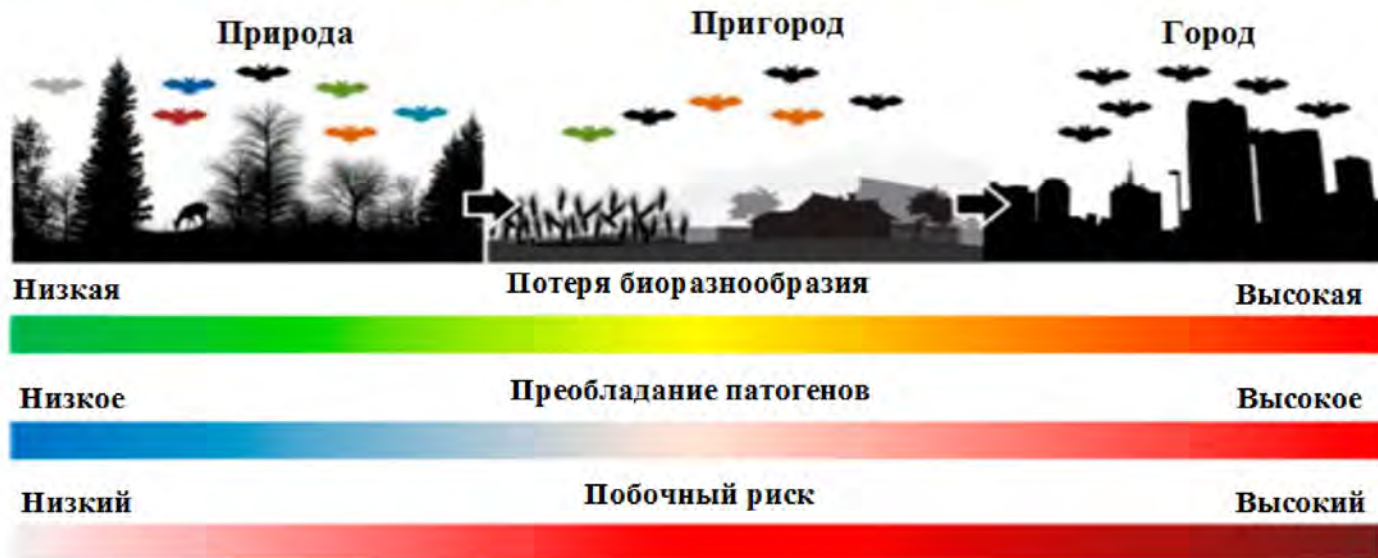 Природа
Пригород
Город
Потеря биоразнообразия
Низкая
Высокая
Преобладание патогенов
Низкое
Высокое
Побочный риск
Низкий
Высокий